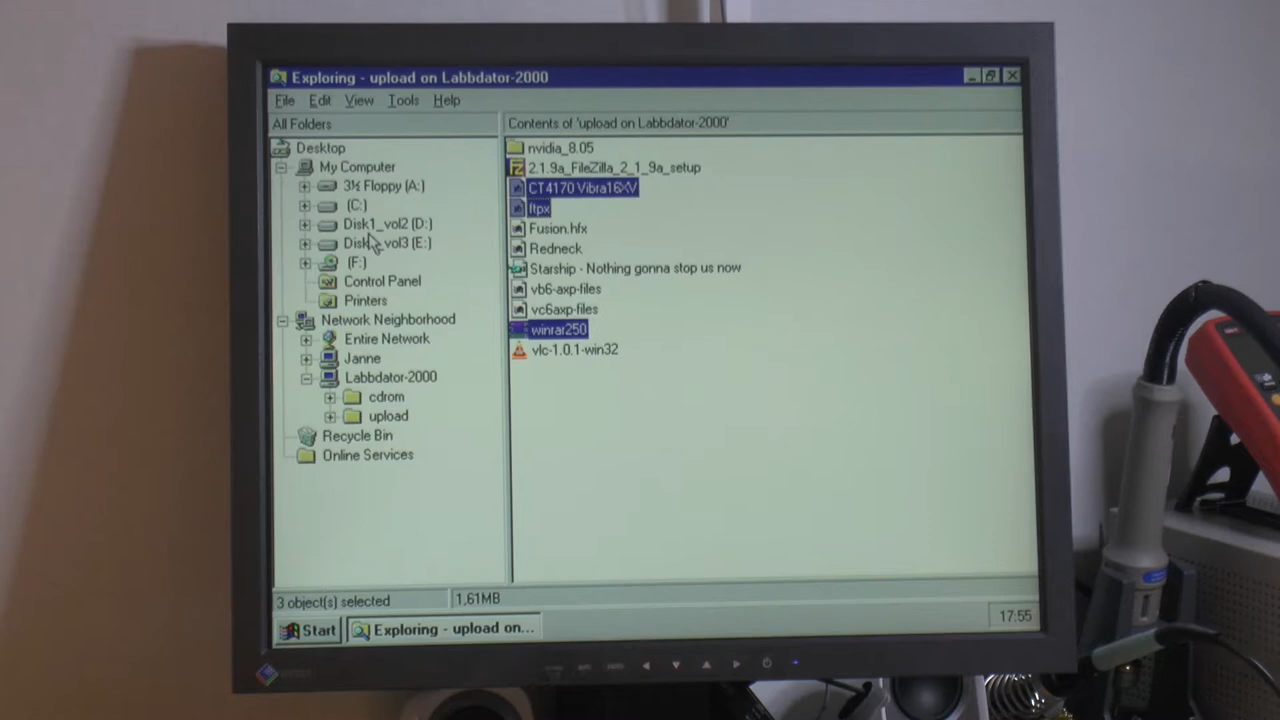 Exploring - upload on Labbdator-2000
File Edit View Tools Help
All Folders
Contents of 'upload on Labbdator-2000'
Desktop
My Computer
3½ Floppy (A:)
(C:)
Disk1_vol2 (D:)
(E:)
(F:)
Control Panel
Printers
Network Neighborhood
Entire Network
Janne
Labbdator-2000
cdrom
upload
Recycle Bin
Online Services
nvidia_8.05
2.1.9a_FileZilla_2_1_9a_setup
CT4170 Vibra16XV
ftpx
Fusion.hfx
Redneck
Starship - Nothing gonna stop us now
vb6-axp-files
vc6axp-files
winrar250
vlc-1.0.1-win32
3 object(s) selected
1,61MB
Start
Exploring - upload on...
17:55